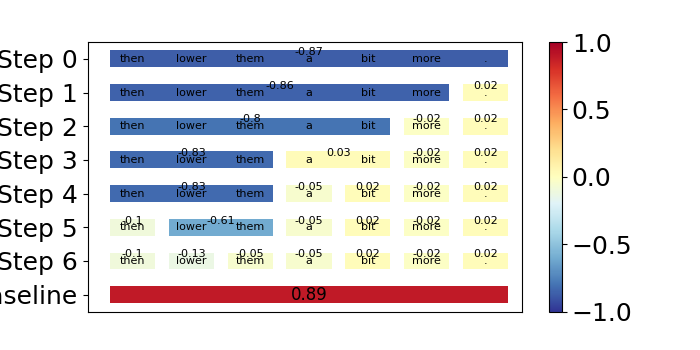 -0.87
Step 0 then lower them a bit more . 1.0
-0.86 0.02
Step 1 then lower them a bit more .
-0.8 -0.02 0.02
Step 2 then lower them a bit more . 0.5
-0.83 0.03 -0.02 0.02
Step 3 then lower them a bit more .
-0.83 -0.05 0.02 -0.02 0.02
Step 4 then lower them a bit more . 0.0
-0.1 -0.61 -0.05 0.02 -0.02 0.02
Step 5 then lower them a bit more . −0.5
-0.1 -0.13 -0.05 -0.05 0.02 -0.02 0.02
Step 6 then lower them a bit more .
aseline 0.89 −1.0